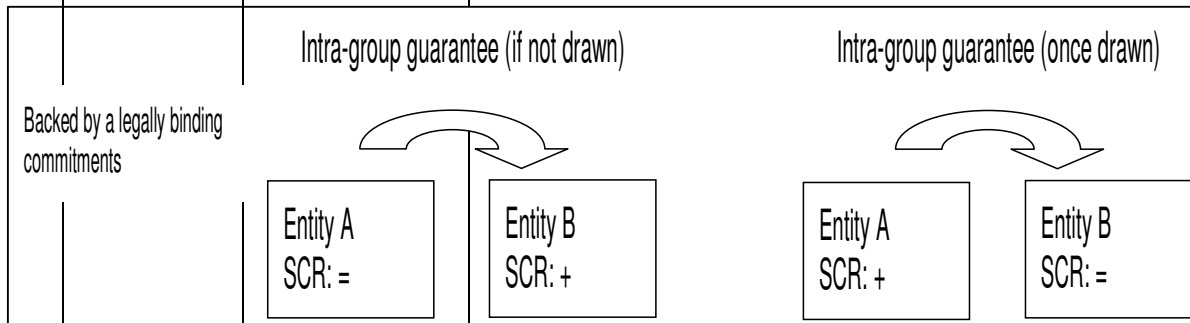 Intra-group guarantee (if not drawn)
Intra-group guarantee (once drawn)
Backed by a legally binding
commitments
Entity A
SCR: =
Entity B
SCR: +
Entity A
SCR: +
Entity B
SCR: =